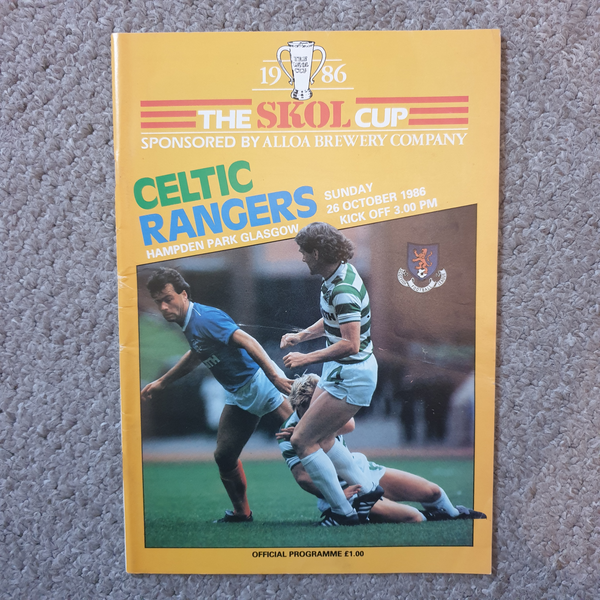 1986
THE SKOL CUP
SPONSORED BY ALLOA BREWERY COMPANY
CELTIC
RANGERS
HAMPDEN PARK GLASGOW
SUNDAY
26 OCTOBER 1986
KICK OFF 3.00 PM
OFFICIAL PROGRAMME £1.00